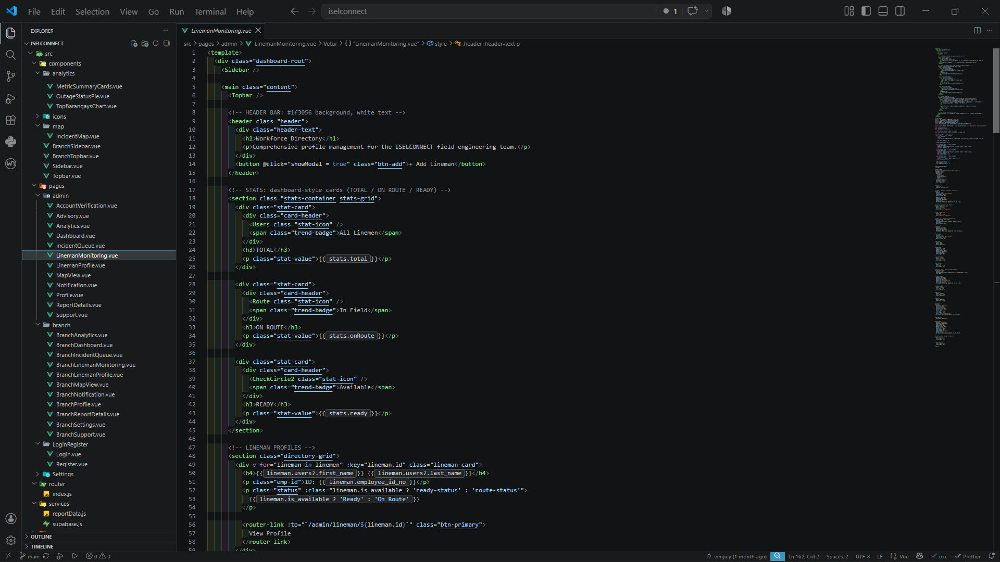 File Edit Selection View Go Run Terminal Help
iselconnect
1
EXPLORER
ISELCONNECT
src
components
analytics
MetricSummaryCards.vue
OutageStatusPie.vue
TopBarangaysChart.vue
icons
map
IncidentMap.vue
BranchSidebar.vue
BranchTopbar.vue
Sidebar.vue
Topbar.vue
pages
admin
AccountVerification.vue
Advisory.vue
Analytics.vue
Dashboard.vue
IncidentQueue.vue
LinemanMonitoring.vue
LinemanProfile.vue
MapView.vue
Notification.vue
Profile.vue
ReportDetails.vue
Support.vue
branch
BranchAnalytics.vue
BranchDashboard.vue
BranchIncidentQueue.vue
BranchLinemanMonitoring.vue
BranchLinemanProfile.vue
BranchMapView.vue
BranchNotification.vue
BranchProfile.vue
BranchReportDetails.vue
BranchSettings.vue
BranchSupport.vue
LoginRegister
Login.vue
Register.vue
Settings
router
index.js
services
reportData.js
supabase.js
OUTLINE
TIMELINE
LinemanMonitoring.vue
src > pages > admin > LinemanMonitoring.vue > Vetur > {} "LinemanMonitoring.vue" > style > .header .header-text p
1 <template>
2 <div class="dashboard-root">
3 <Sidebar />
4
5 <main class="content">
6 <Topbar />
7
8 <!-- HEADER BAR: #1f3056 background, white text -->
9 <header class="header">
10 <div class="header-text">
11 <h1>Workforce Directory</h1>
12 <p>Comprehensive profile management for the ISELCONNECT field engineering team.</p>
13 </div>
14 <button @click="showModal = true" class="btn-add">+ Add Lineman</button>
15 </header>
16
17 <!-- STATS: dashboard-style cards (TOTAL / ON ROUTE / READY) -->
18 <section class="stats-container stats-grid">
19 <div class="stat-card">
20 <div class="card-header">
21 <Users class="stat-icon" />
22 <span class="trend-badge">All Linemen</span>
23 </div>
24 <h3>TOTAL</h3>
25 <p class="stat-value">{{ stats.total }}</p>
26 </div>
27
28 <div class="stat-card">
29 <div class="card-header">
30 <Route class="stat-icon" />
31 <span class="trend-badge">In Field</span>
32 </div>
33 <h3>ON ROUTE</h3>
34 <p class="stat-value">{{ stats.onRoute }}</p>
35 </div>
36
37 <div class="stat-card">
38 <div class="card-header">
39 <CheckCircle2 class="stat-icon" />
40 <span class="trend-badge">Available</span>
41 </div>
42 <h3>READY</h3>
43 <p class="stat-value">{{ stats.ready }}</p>
44 </div>
45 </section>
46
47 <!-- LINEMAN PROFILES -->
48 <section class="directory-grid">
49 <div v-for="lineman in linemen" :key="lineman.id" class="lineman-card">
50 <h4>{{ lineman.users?.first_name }} {{ lineman.users?.last_name }}</h4>
51 <p class="emp-id">ID: {{ lineman.employee_id_no }}</p>
52 <p class="status" :class="lineman.is_available ? 'ready-status' : 'route-status'">
53 {{ lineman.is_available ? 'Ready' : 'On Route' }}
54 </p>
55
56 <router-link :to="`/admin/lineman/${lineman.id}`" class="btn-primary">
57 View Profile
58 </router-link>
59 </div>
main 0 0
eimjiey (1 month ago) Ln 162, Col 2 Spaces: 2 UTF-8 LF {} Vue oxc Prettier